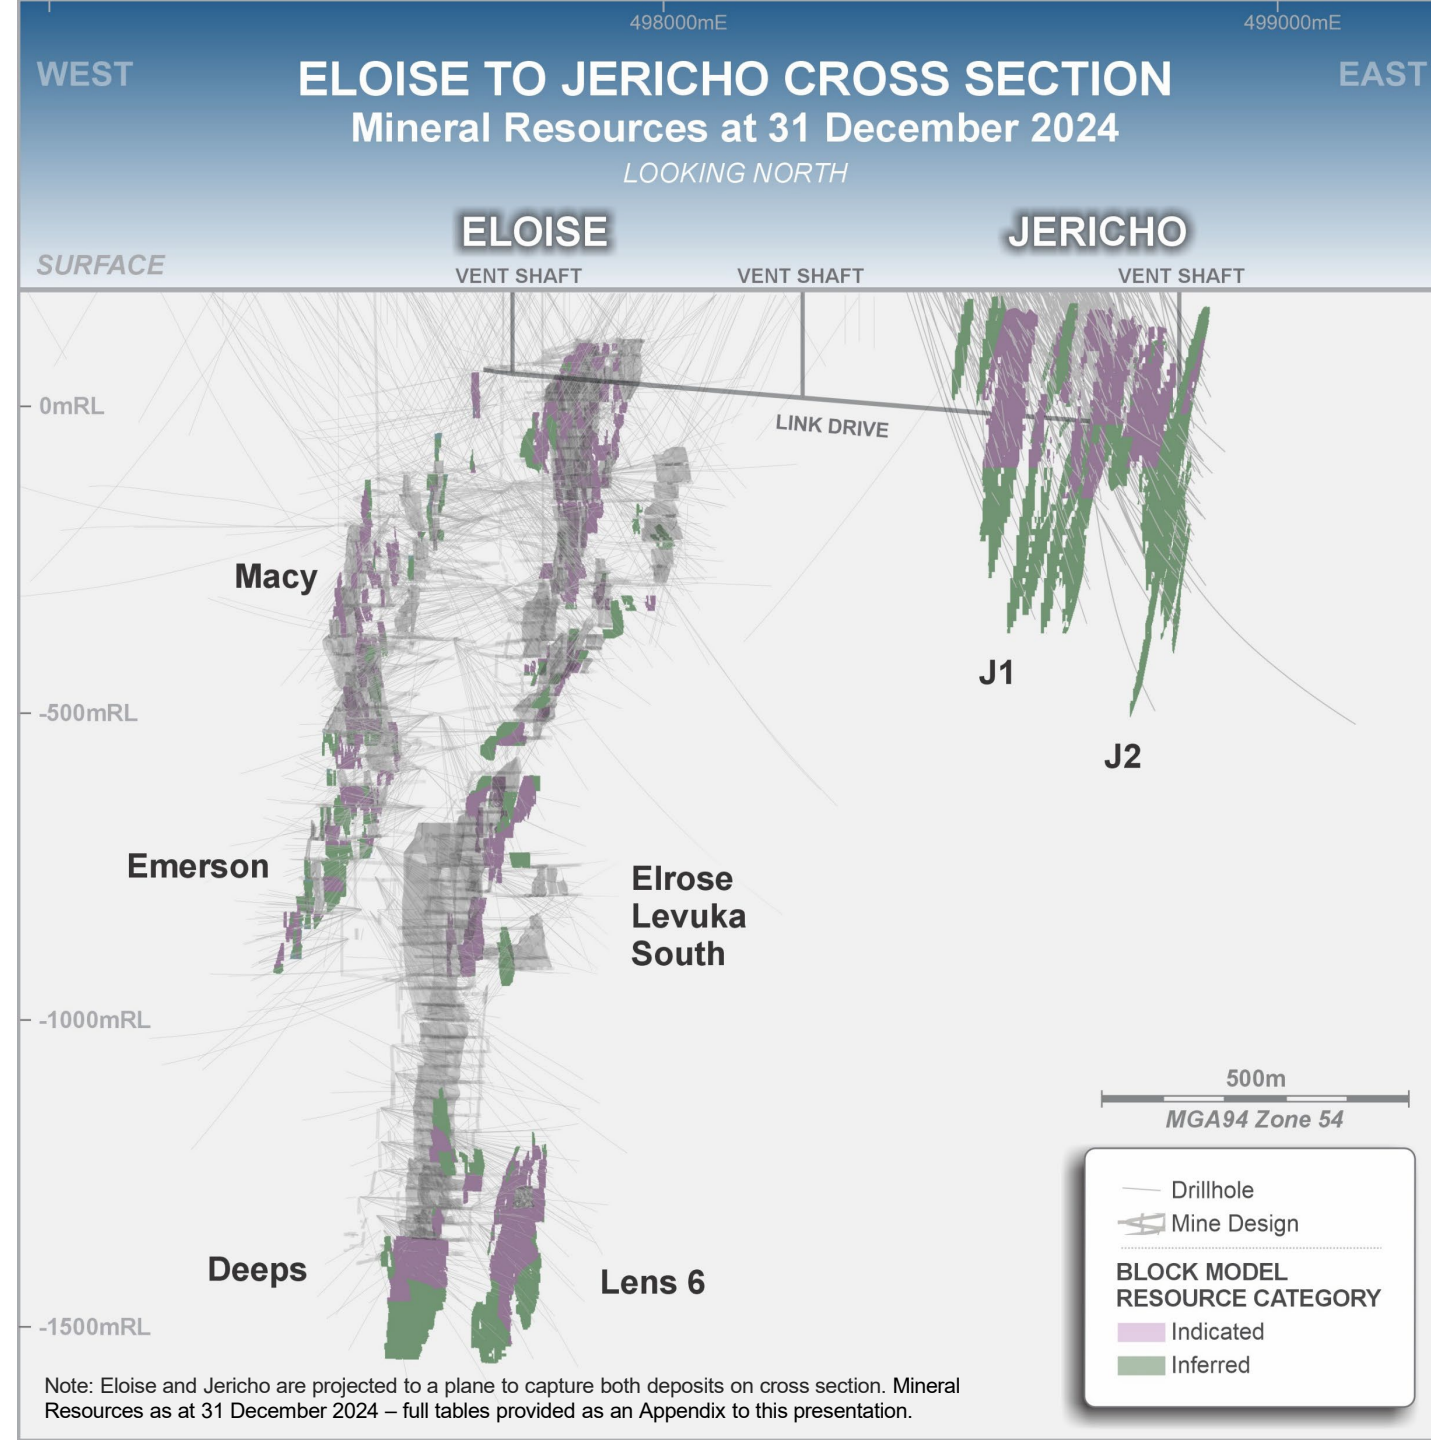 498000mE
499000mE
WEST
EAST
ELOISE TO JERICHO CROSS SECTION
Mineral Resources at 31 December 2024
LOOKING NORTH
ELOISE
JERICHO
SURFACE
VENT SHAFT
VENT SHAFT
VENT SHAFT
0mRL
LINK DRIVE
Macy
J1
-500mRL
J2
Emerson
Elrose
Levuka
South
-1000mRL
500m
MGA94 Zone 54
Drillhole
Mine Design
BLOCK MODEL
RESOURCE CATEGORY
Indicated
Inferred
Deeps
Lens 6
-1500mRL
Note: Eloise and Jericho are projected to a plane to capture both deposits on cross section. Mineral
Resources as at 31 December 2024 – full tables provided as an Appendix to this presentation.